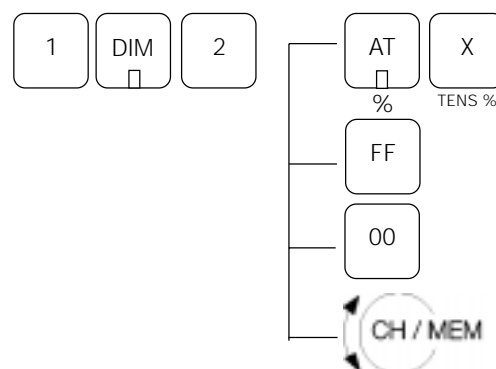 1 DIM 2 AT X
% TENS %
FF
00
CH / MEM